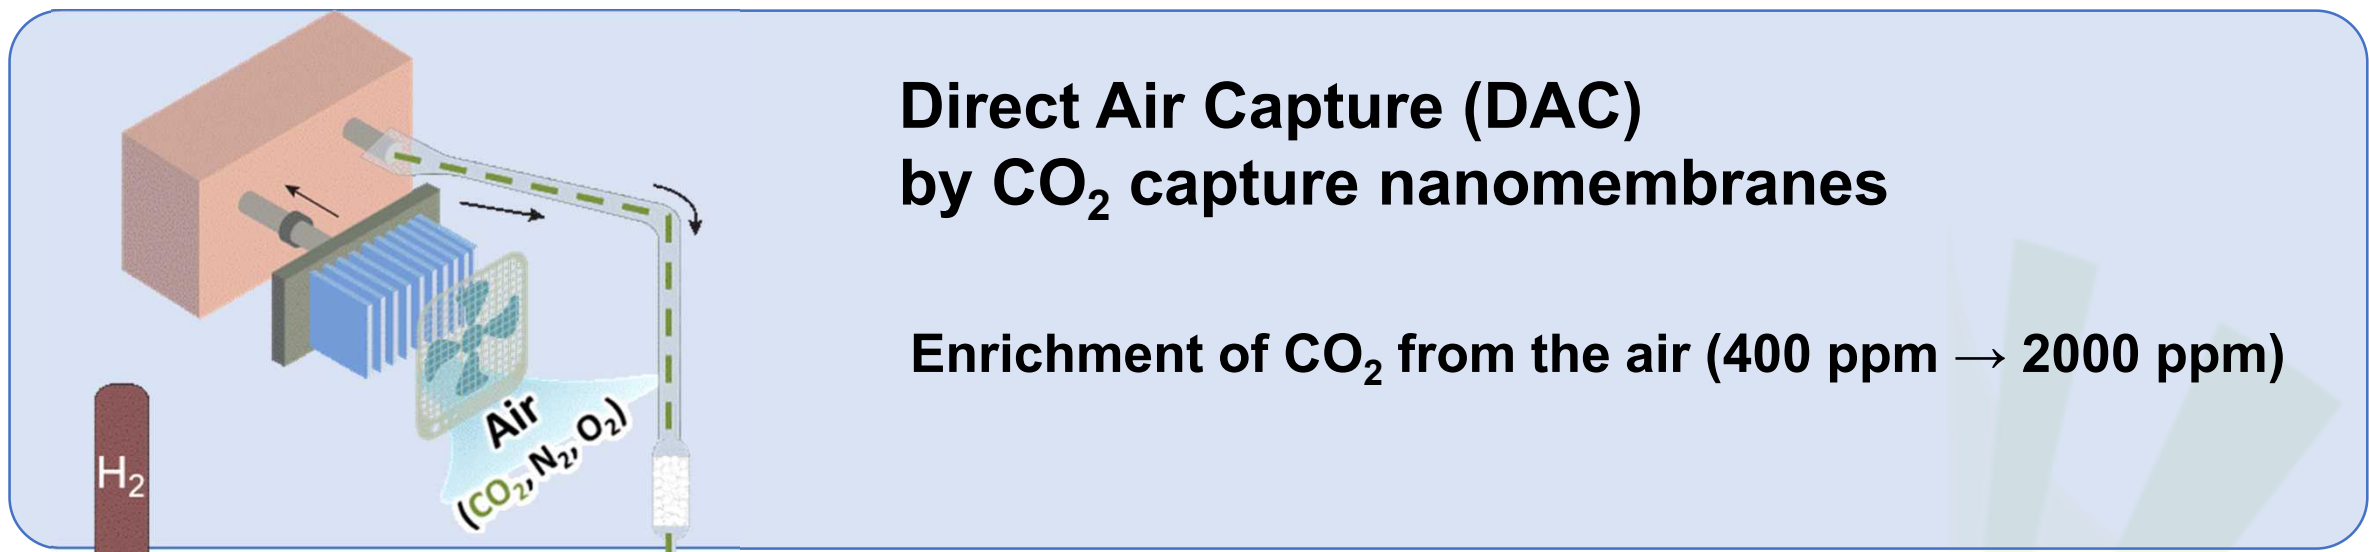 Direct Air Capture (DAC)
by CO₂ capture nanomembranes
Enrichment of CO₂ from the air (400 ppm → 2000 ppm)
Air
(CO₂, N₂, O₂)
H₂